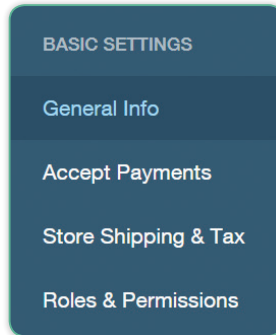 BASIC SETTINGS
General Info
Accept Payments
Store Shipping & Tax
Roles & Permissions